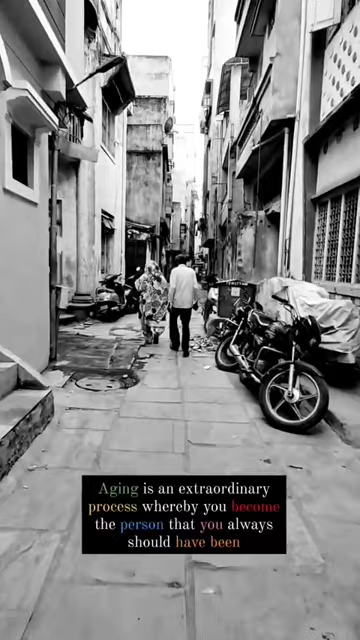 Aging is an extraordinary
process whereby you become
the person that you always
should have been